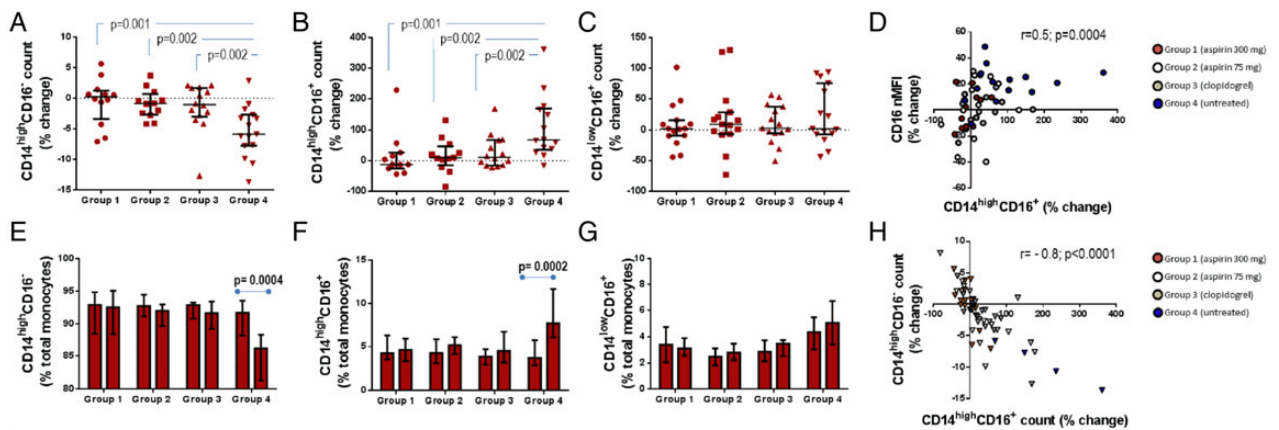 A
p=0.001
p=0.002
p=0.002
CD14highCD16- count
(% change)
10
5
0
-5
-10
-15
Group 1 Group 2 Group 3 Group 4
B
p=0.001
p=0.002
p=0.002
CD14highCD16+ count
(% change)
400
300
200
100
0
-100
Group 1 Group 2 Group 3 Group 4
C
CD14lowCD16+ count
(% change)
150
100
50
0
-50
-100
Group 1 Group 2 Group 3 Group 4
D
r=0.5; p=0.0004
CD16 nMFI
(% change)
60
40
20
0
-20
-40
-60
-100 100 200 300 400
CD14highCD16+ (% change)
Group 1 (aspirin 300 mg)
Group 2 (aspirin 75 mg)
Group 3 (clopidogrel)
Group 4 (untreated)
E
p= 0.0004
CD14highCD16-
(% total monocytes)
100
95
90
85
80
Group 1 Group 2 Group 3 Group 4
F
p= 0.0002
CD14highCD16+
(% total monocytes)
15
10
5
0
Group 1 Group 2 Group 3 Group 4
G
CD14lowCD16+
(% total monocytes)
8
6
4
2
0
Group 1 Group 2 Group 3 Group 4
H
r= - 0.8; p<0.0001
CD14highCD16- count
(% change)
10
5
0
-5
-10
-15
-100 100 200 300 400
CD14highCD16+ count (% change)
Group 1 (aspirin 300 mg)
Group 2 (aspirin 75 mg)
Group 3 (clopidogrel)
Group 4 (untreated)